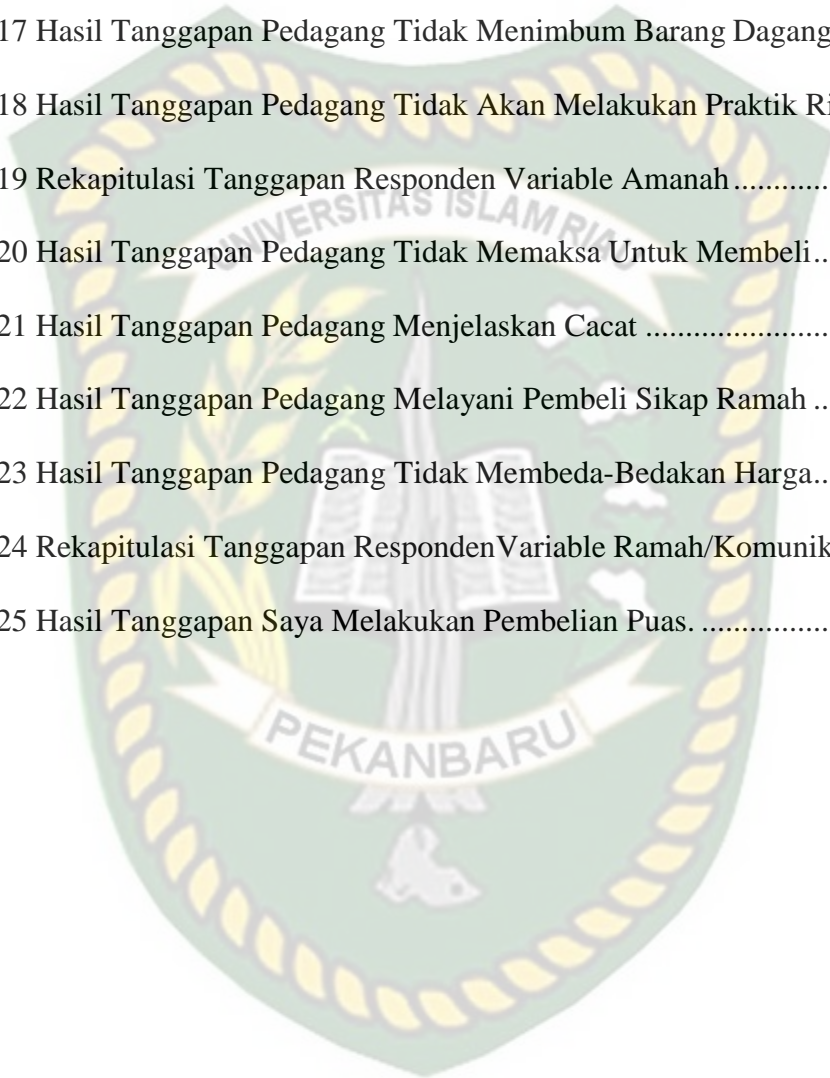 17 Hasil Tanggapan Pedagang Tidak Menimbum Barang Dagang
18 Hasil Tanggapan Pedagang Tidak Akan Melakukan Praktik Ri
19 Rekapitulasi Tanggapan Responden Variable Amanah............
UNIVERSITAS ISLAM RIAU
20 Hasil Tanggapan Pedagang Tidak Memaksa Untuk Membeli..
21 Hasil Tanggapan Pedagang Menjelaskan Cacat ......................
22 Hasil Tanggapan Pedagang Melayani Pembeli Sikap Ramah ..
23 Hasil Tanggapan Pedagang Tidak Membeda-Bedakan Harga..
24 Rekapitulasi Tanggapan RespondenVariable Ramah/Komunik
25 Hasil Tanggapan Saya Melakukan Pembelian Puas. ...............
PEKANBARU